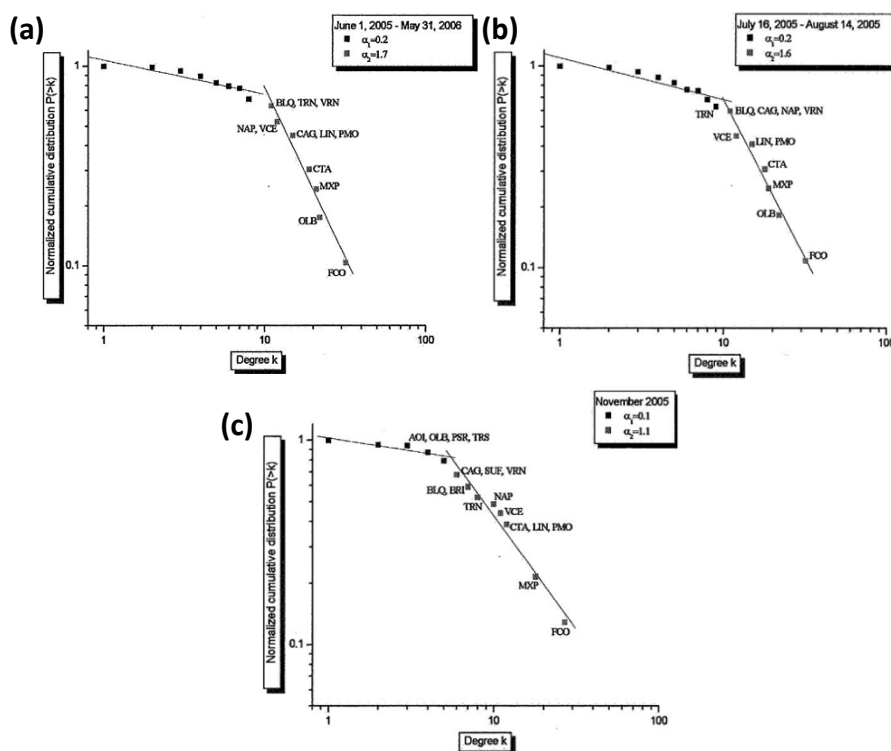 (a)
June 1, 2005 - May 31, 2006
α₁=0.2
α₂=1.7
Normalized cumulative distribution P(>k)
1
0.1
BLQ, TRN, VRN
NAP, VCE
CAG, LIN, PMO
CTA
MXP
OLB
FCO
1
10
100
Degree k
(b)
July 16, 2005 - August 14, 2005
α₁=0.2
α₂=1.6
Normalized cumulative distribution P(>k)
1
0.1
TRN
BLQ, CAG, NAP, VRN
VCE
LIN, PMO
CTA
MXP
OLB
FCO
1
10
100
Degree k
(c)
November 2005
α₁=0.1
α₂=1.1
Normalized cumulative distribution P(>k)
1
0.1
AOI, OLB, PSR, TRS
CAG, SUF, VRN
BLQ, BRI
TRN
NAP
VCE
CTA, LIN, PMO
MXP
FCO
1
10
100
Degree k